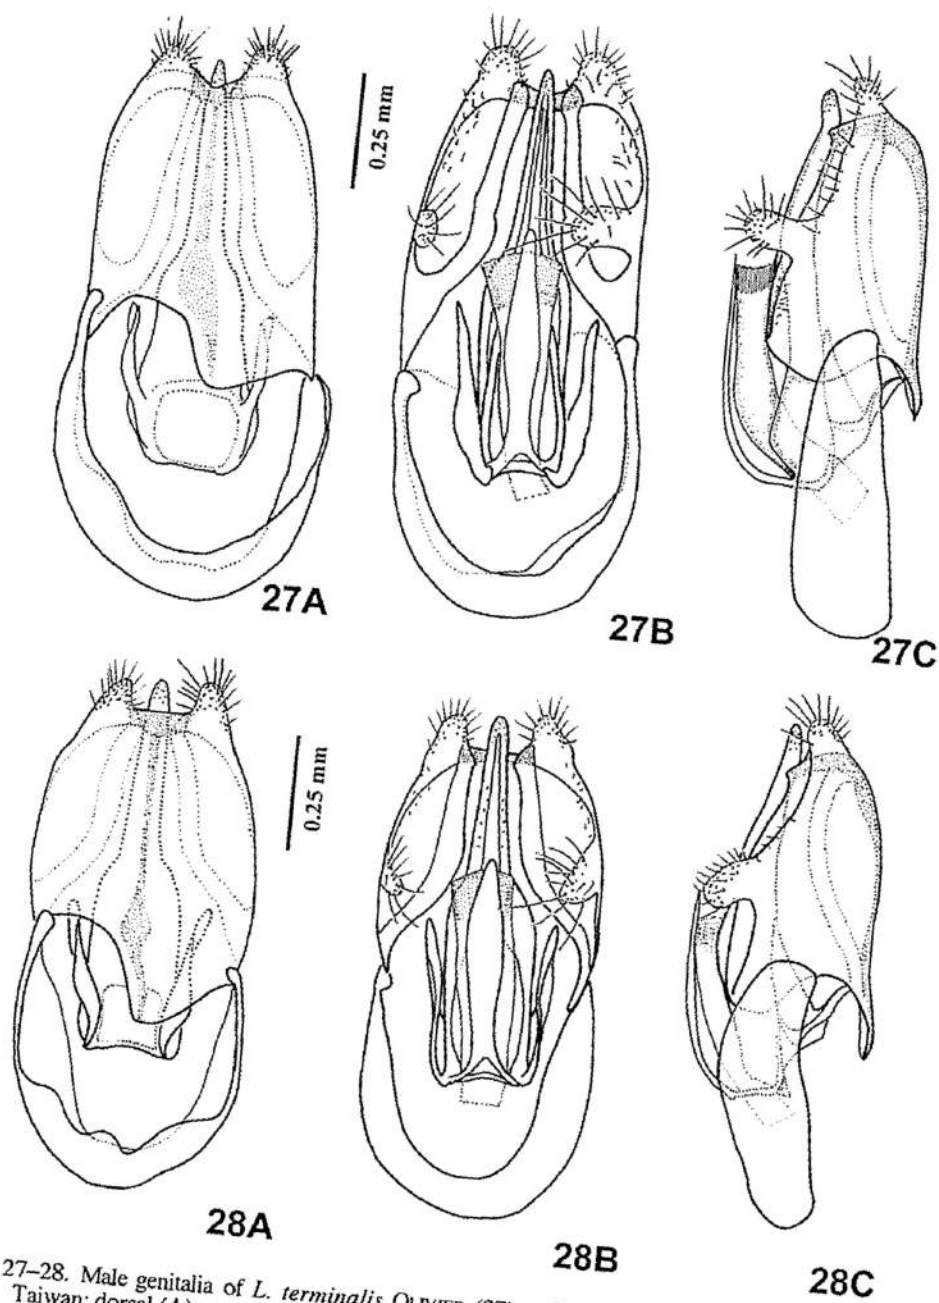 0.25 mm
27A
27B
27C
0.25 mm
28A
28B
28C
27–28. Male genitalia of L. terminalis OLIVIER
Taiwan: dorsal (A)